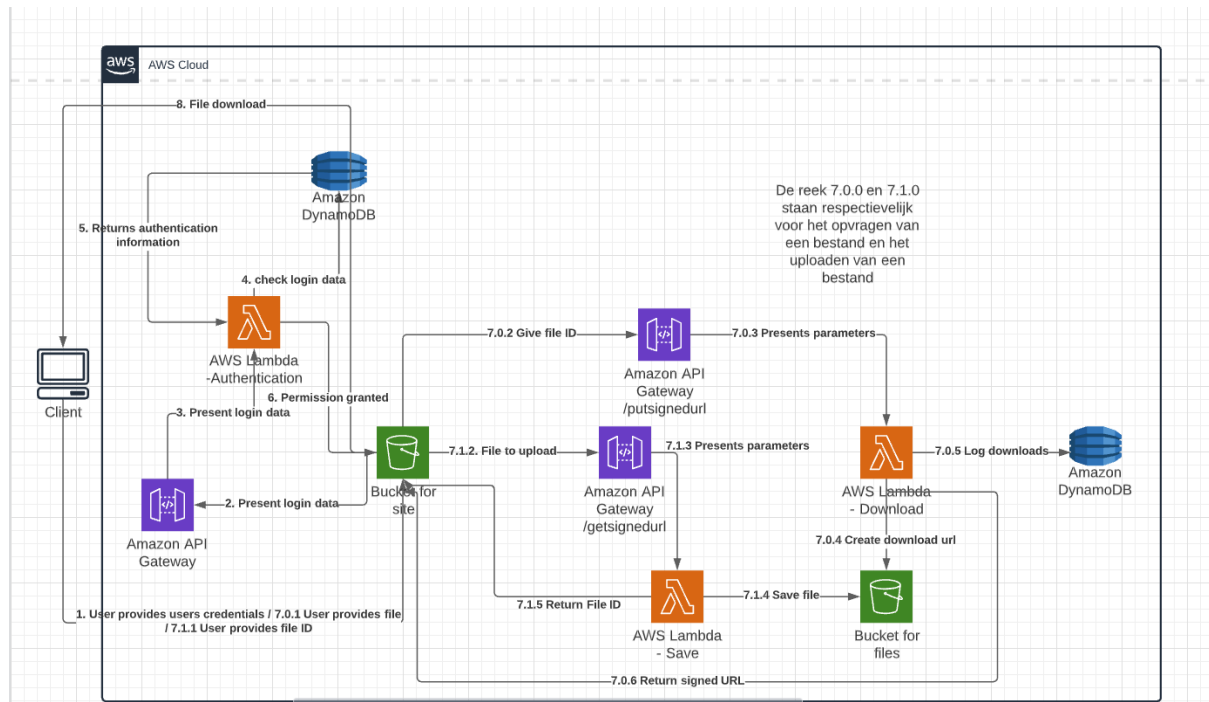 aws
AWS Cloud
8. File download
Amazon
DynamoDB
De reek 7.0.0 en 7.1.0
staan respectievelijk
voor het opvragen van
een bestand en het
uploaden van een
bestand
5. Returns authentication
information
4. check login data
AWS Lambda
-Authentication
Client
7.0.2 Give file ID
7.0.3 Presents parameters
Amazon API
Gateway
/putsignedurl
6. Permission granted
3. Present login data
7.1.2. File to upload
7.1.3 Presents parameters
7.0.5 Log downloads
Amazon
DynamoDB
Bucket for
site
Amazon API
Gateway
/getsignedurl
AWS Lambda
- Download
2. Present login data
Amazon API
Gateway
7.0.4 Create download url
1. User provides users credentials / 7.0.1 User provides file
/ 7.1.1 User provides file ID
7.1.5 Return File ID
7.1.4 Save file
AWS Lambda
- Save
Bucket for
files
7.0.6 Return signed URL